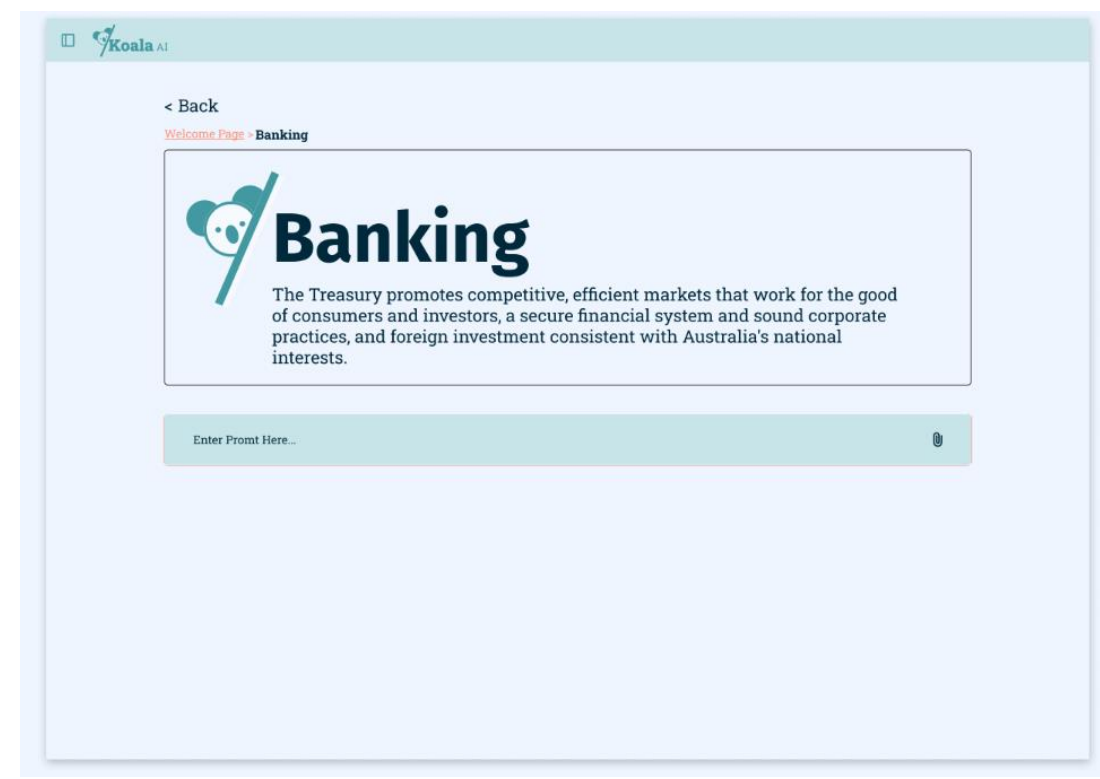 Koala AI
< Back
Welcome Page > Banking
Banking
The Treasury promotes competitive, efficient markets that work for the good
of consumers and investors, a secure financial system and sound corporate
practices, and foreign investment consistent with Australia's national
interests.
Enter Promt Here...